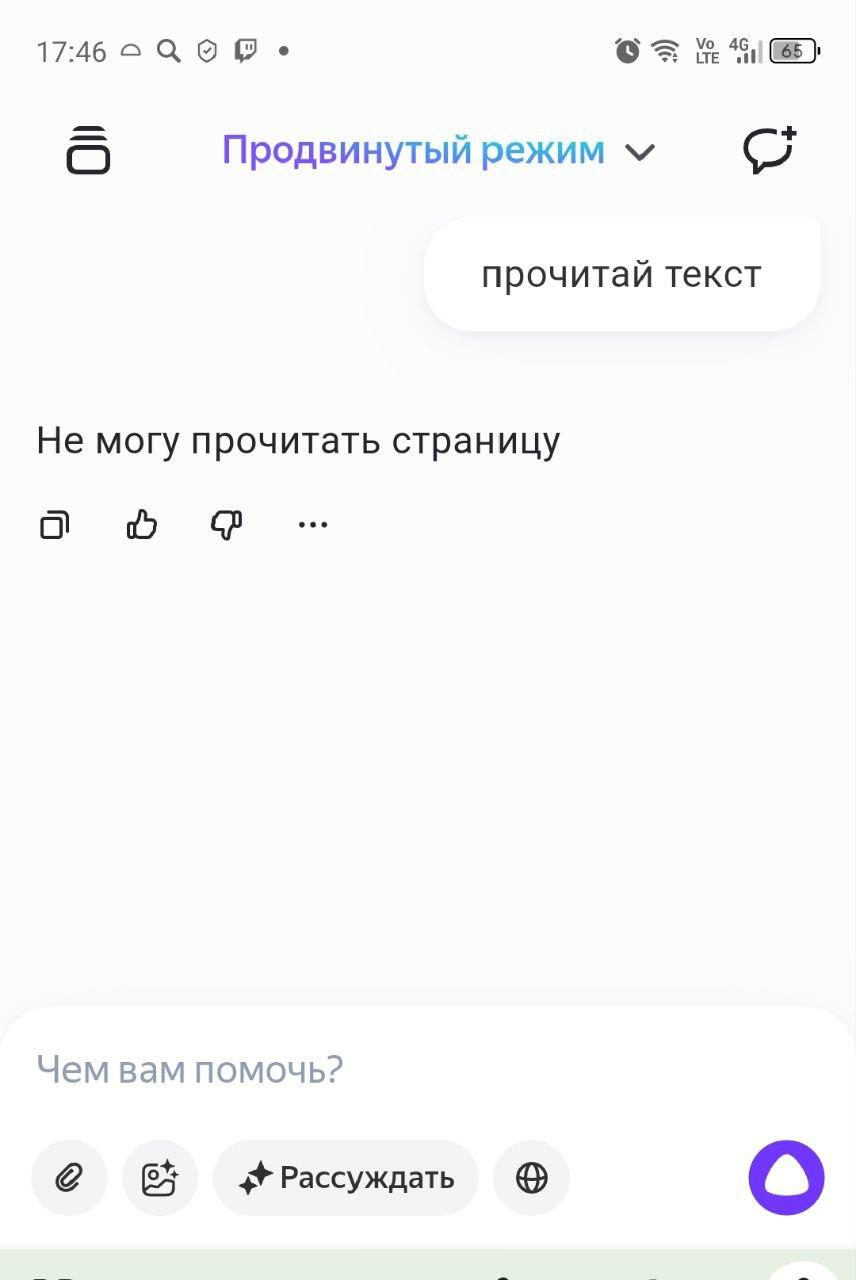 17:46
Vo
LTE
4G
65
Продвинутый режим
прочитай текст
Не могу прочитать страницу
Чем вам помочь?
Рассуждать